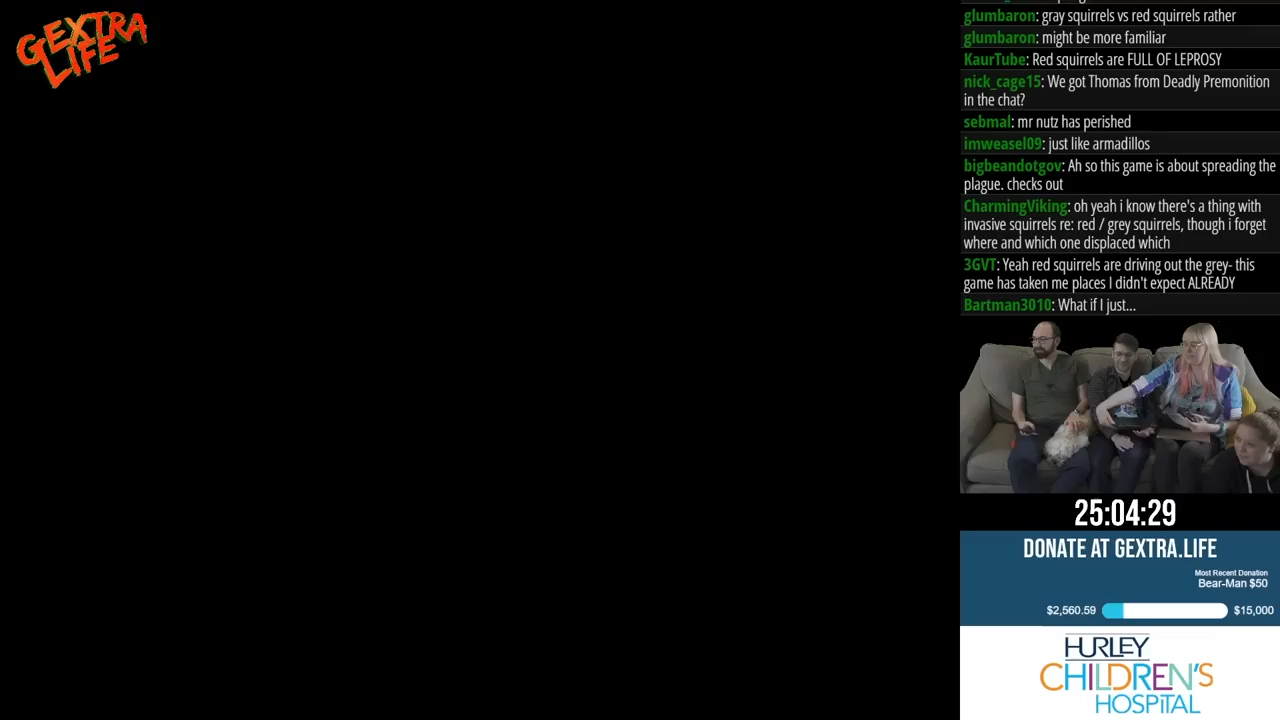 GEXTRA
LIFE
glumbaron: gray squirrels vs red squirrels rather
glumbaron: might be more familiar
KaurTube: Red squirrels are FULL OF LEPROSY
nick_cage15: We got Thomas from Deadly Premonition
in the chat?
sebmal: mr nutz has perished
imweasel09: just like armadillos
bigbeandotgov: Ah so this game is about spreading the
plague. checks out
CharmingViking: oh yeah i know there's a thing with
invasive squirrels re: red / grey squirrels, though i forget
where and which one displaced which
3GVT: Yeah red squirrels are driving out the grey- this
game has taken me places I didn't expect ALREADY
Bartman3010: What if I just...
25:04:29
DONATE AT GEXTRA.LIFE
Most Recent Donation
Bear-Man $50
$2,560.59 $15,000
HURLEY
CHILDREN'S
HOSPITAL